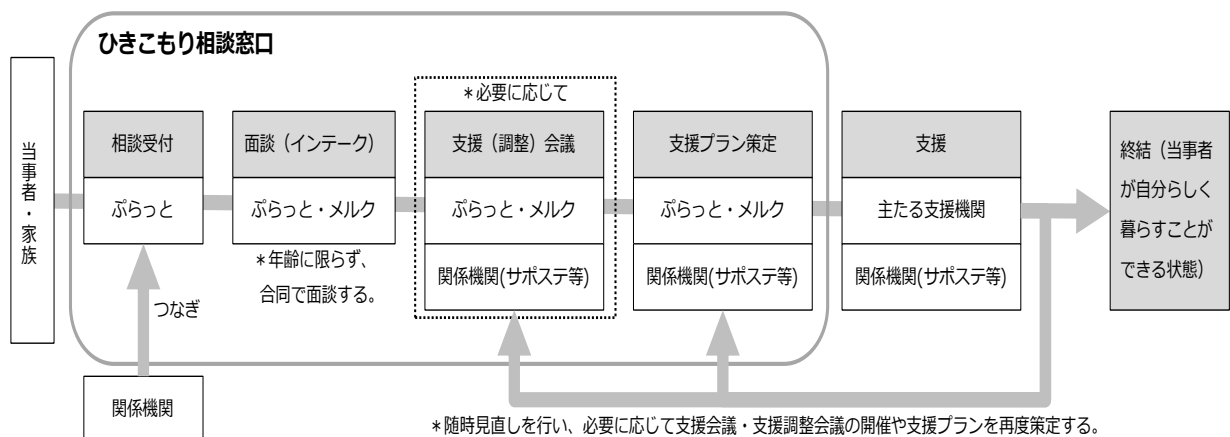 ひきこもり相談窓口
当事者・家族
相談受付
ぷらっと
つなぎ
関係機関
面談（インテーク）
ぷらっと・メルク
＊年齢に限らず、
合同で面談する。
＊必要に応じて
支援（調整）会議
ぷらっと・メルク
関係機関(サポステ等)
支援プラン策定
ぷらっと・メルク
関係機関(サポステ等)
支援
主たる支援機関
関係機関(サポステ等)
終結（当事者
が自分らしく
暮らすことが
できる状態）
＊随時見直しを行い、必要に応じて支援会議・支援調整会議の開催や支援プランを再度策定する。